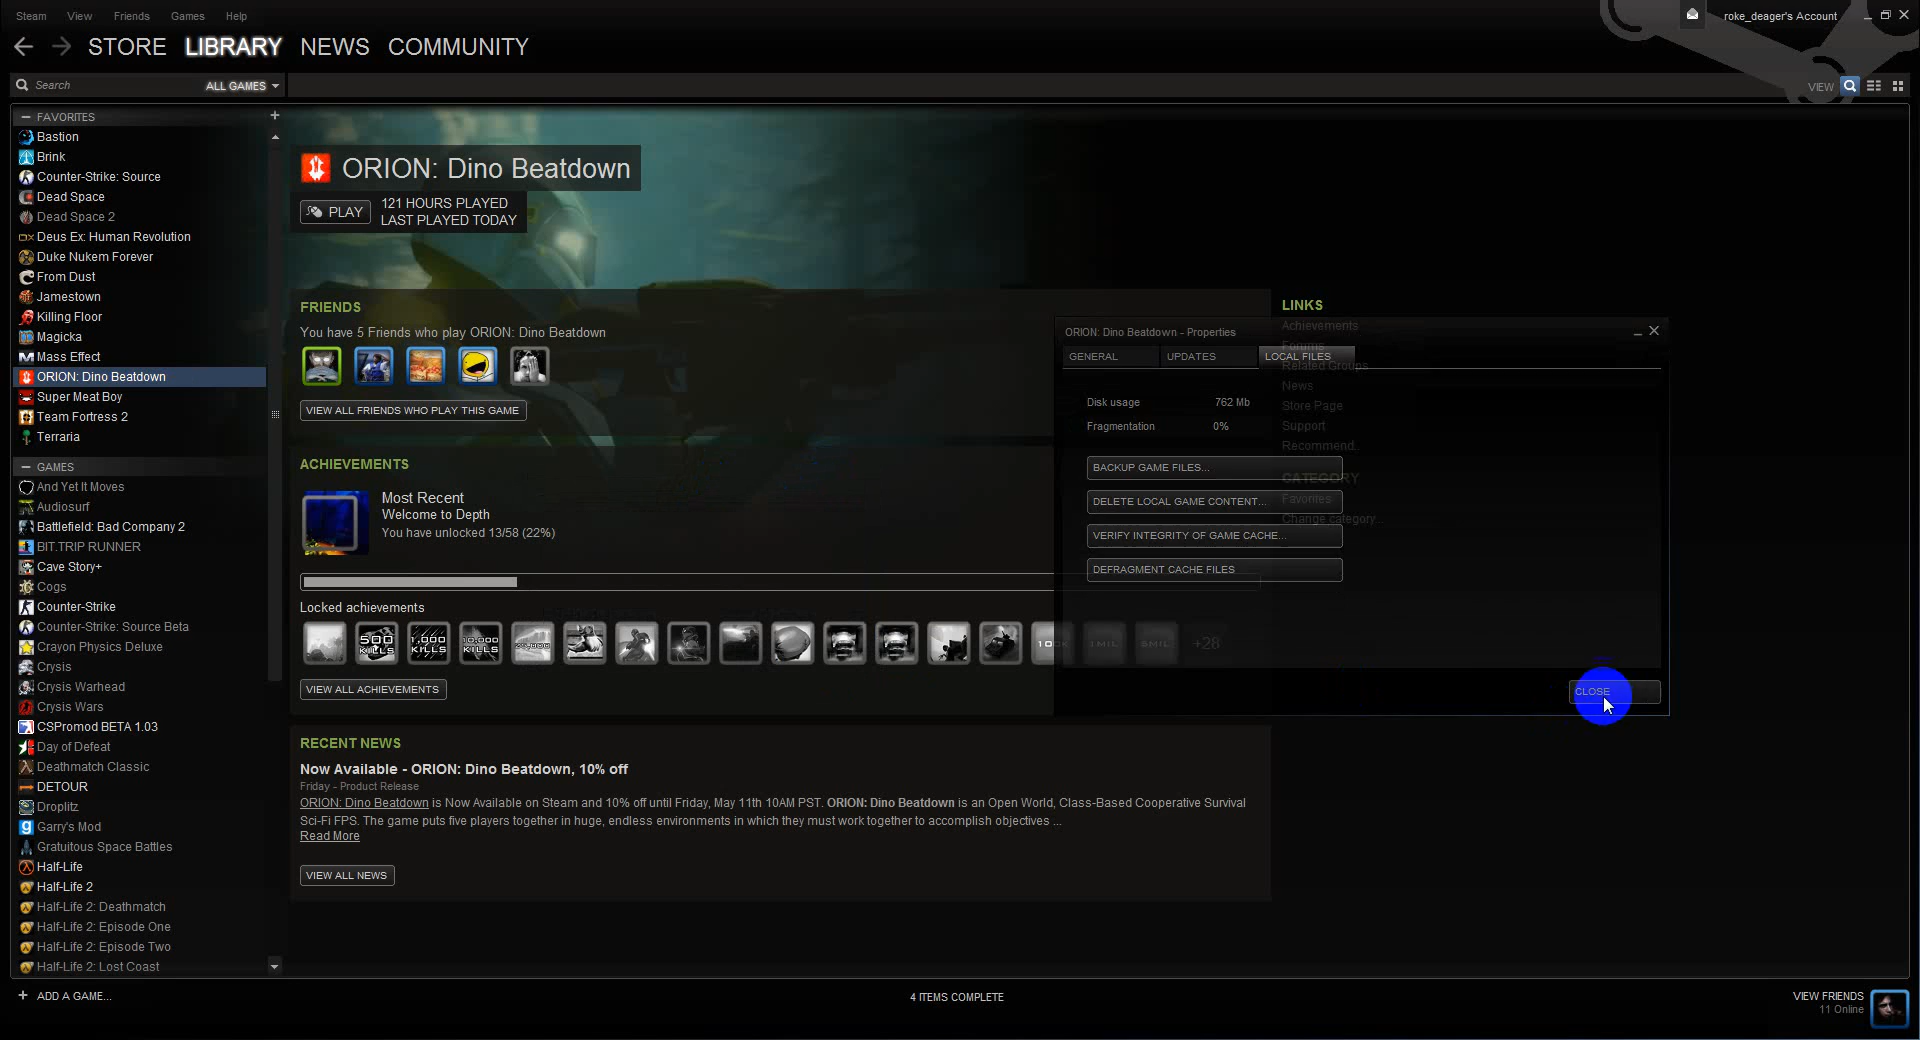 Steam View Friends Games Help
roke_deager's Account
STORE LIBRARY NEWS COMMUNITY
Search
ALL GAMES
VIEW
FAVORITES
Bastion
Brink
Counter-Strike: Source
Dead Space
Dead Space 2
Deus Ex: Human Revolution
Duke Nukem Forever
From Dust
Jamestown
Killing Floor
Magicka
Mass Effect
ORION: Dino Beatdown
Super Meat Boy
Team Fortress 2
Terraria
GAMES
And Yet It Moves
Audiosurf
Battlefield: Bad Company 2
BIT.TRIP RUNNER
Cave Story+
Cogs
Counter-Strike
Counter-Strike: Source Beta
Crayon Physics Deluxe
Crysis
Crysis Warhead
Crysis Wars
CSPromod BETA 1.03
Day of Defeat
Deathmatch Classic
DETOUR
Droplitz
Garry's Mod
Gratuitous Space Battles
Half-Life
Half-Life 2
Half-Life 2: Deathmatch
Half-Life 2: Episode One
Half-Life 2: Episode Two
Half-Life 2: Lost Coast
ADD A GAME...
ORION: Dino Beatdown
PLAY
121 HOURS PLAYED
LAST PLAYED TODAY
FRIENDS
You have 5 Friends who play ORION: Dino Beatdown
VIEW ALL FRIENDS WHO PLAY THIS GAME
ACHIEVEMENTS
Most Recent
Welcome to Depth
You have unlocked 13/58 (22%)
Locked achievements
500 KILLS
1,000 KILLS
10,000 KILLS
100K
1MIL
5MIL
+28
VIEW ALL ACHIEVEMENTS
RECENT NEWS
Now Available - ORION: Dino Beatdown, 10% off
Friday - Product Release
ORION: Dino Beatdown is Now Available on Steam and 10% off until Friday, May 11th 10AM PST. ORION: Dino Beatdown is an Open World, Class-Based Cooperative Survival
Sci-Fi FPS. The game puts five players together in huge, endless environments in which they must work together to accomplish objectives ...
Read More
VIEW ALL NEWS
LINKS
Achievements
Forums
Related Groups
News
Store Page
Support
Recommend...
CATEGORY
Favorites
Change category...
ORION: Dino Beatdown - Properties
GENERAL UPDATES LOCAL FILES
Disk usage 762 Mb
Fragmentation 0%
BACKUP GAME FILES...
DELETE LOCAL GAME CONTENT...
VERIFY INTEGRITY OF GAME CACHE...
DEFRAGMENT CACHE FILES
CLOSE
4 ITEMS COMPLETE
VIEW FRIENDS
11 Online